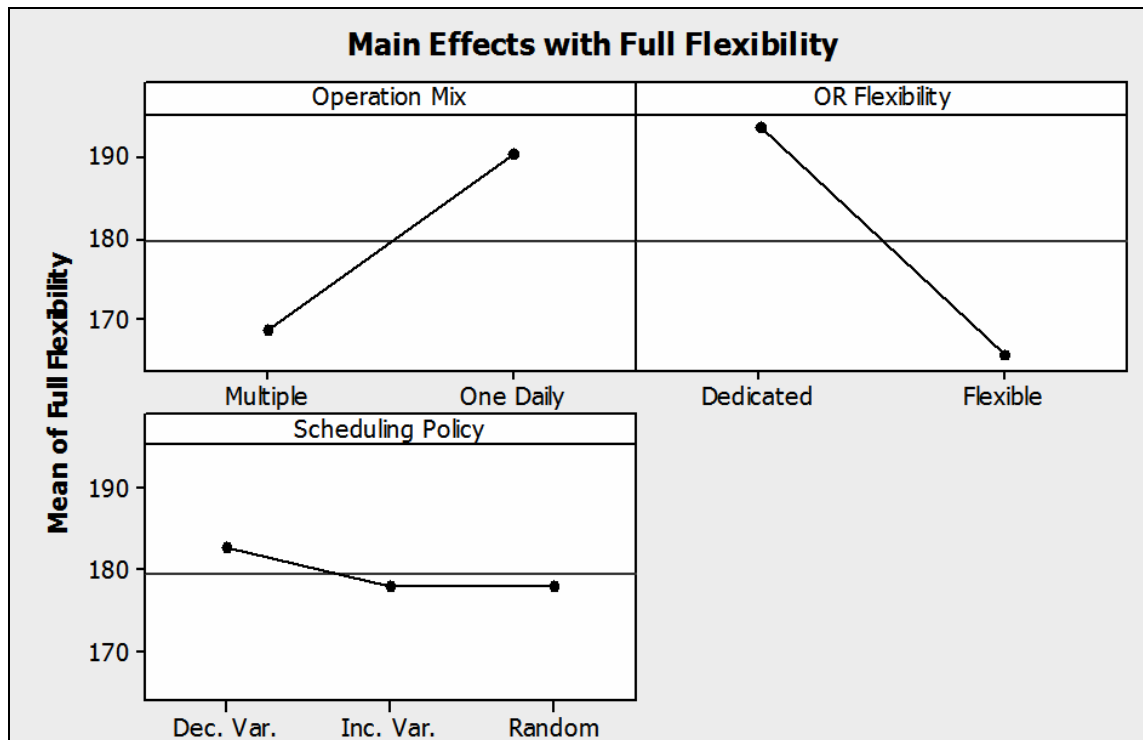 Main Effects with Full Flexibility
Operation Mix OR Flexibility
190
180
170
Multiple One Daily Dedicated Flexible
Scheduling Policy
190
180
170
Dec. Var. Inc. Var. Random
Mean of Full Flexibility